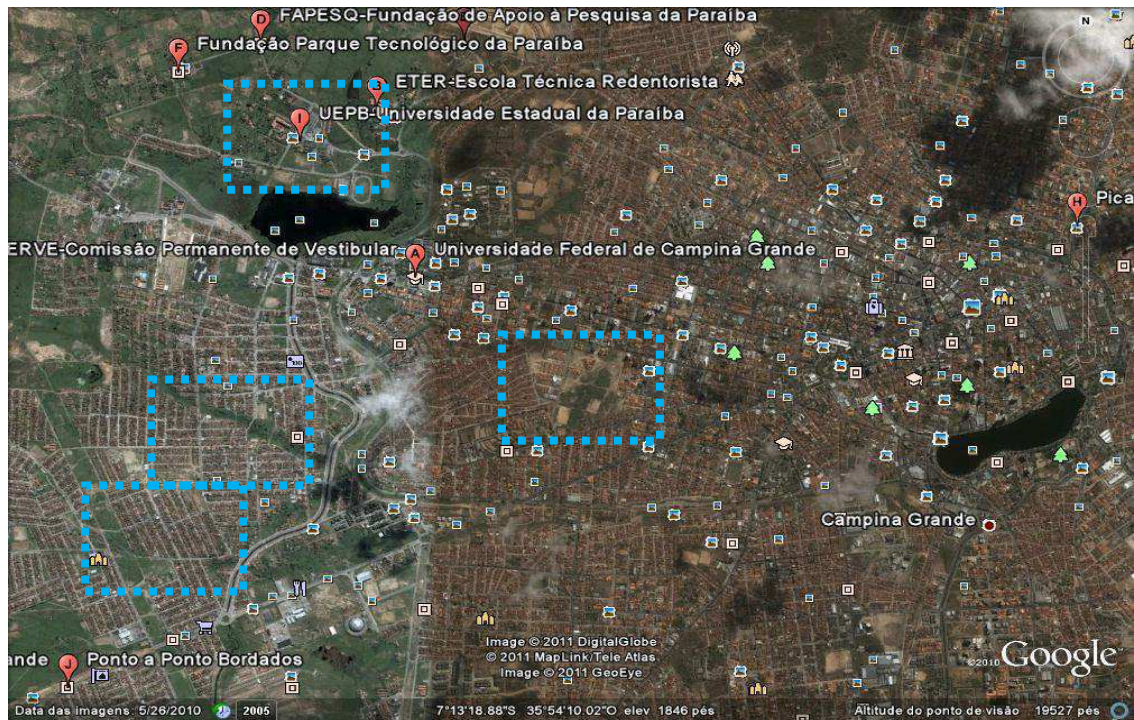 D
FAPESQ-Fundação de Apoio à Pesquisa da Paraíba
N
F
Fundação Parque Tecnológico da Paraíba
ETER-Escola Técnica Redentorista
I
UEPB-Universidade Estadual da Paraíba
H
Pica
ERVE-Comissão Permanente de Vestibular
A
Universidade Federal de Campina Grande
Campina Grande
ande
J
Ponto a Ponto Bordados
Image © 2011 DigitalGlobe
© 2011 MapLink/Tele Atlas
Image © 2011 GeoEye
©2010 Google
Data das imagens: 5/26/2010
2005
7°13'18.88"S 35°54'10.02"O elev 1846 pés
Altitude do ponto de visão 19527 pés